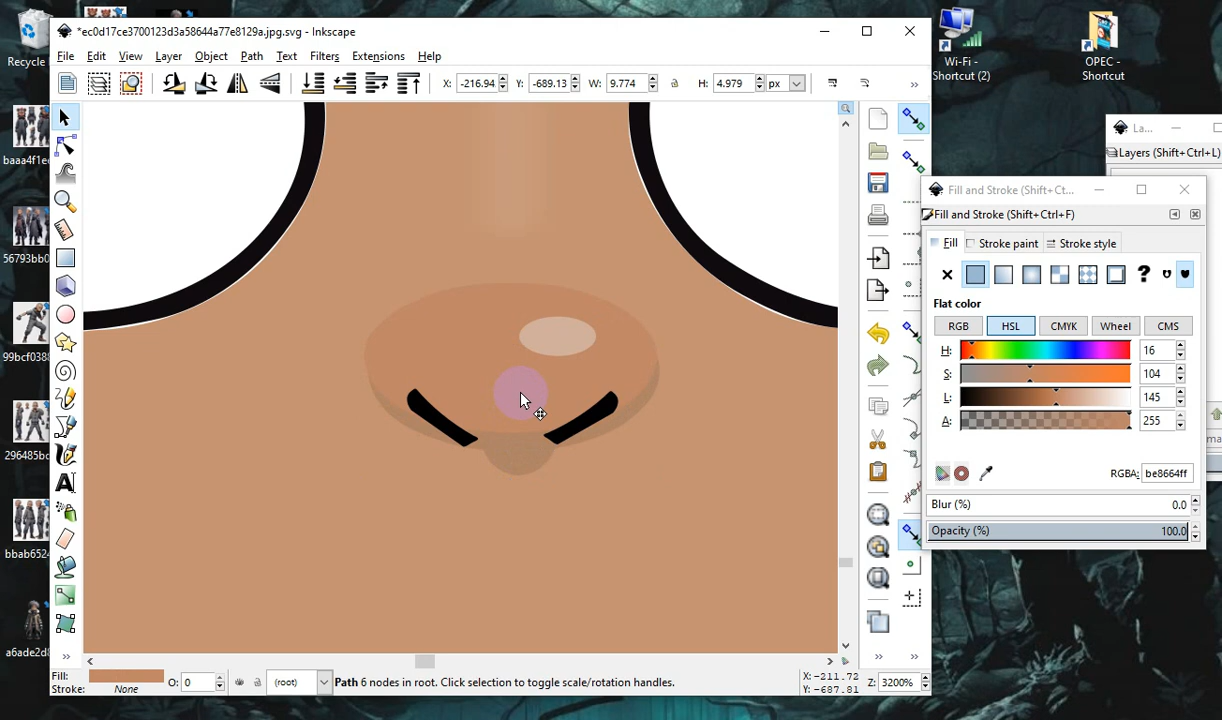 *ec0d17ce3700123d3a58644a77e8129a.jpg.svg - Inkscape
File Edit View Layer Object Path Text Filters Extensions Help
X: -216.94 Y: -689.13 W: 9.774 H: 4.979 px
Recycle
baaa4f1e
56793bb0
99bcf038
296485b
bbab652
a6ade2d8
Wi-Fi -
Shortcut (2)
OPEC -
Shortcut
La...
Layers (Shift+Ctrl+L)
Fill and Stroke (Shift+Ct...
Fill and Stroke (Shift+Ctrl+F)
Fill Stroke paint Stroke style
Flat color
RGB HSL CMYK Wheel CMS
H: 16
S: 104
L: 145
A: 255
RGBA: be8664ff
Blur (%) 0.0
Opacity (%) 100.0
Fill:
Stroke: None
O: 0
(root)
Path 6 nodes in root. Click selection to toggle scale/rotation handles.
X: -211.72
Y: -687.81
Z: 3200%